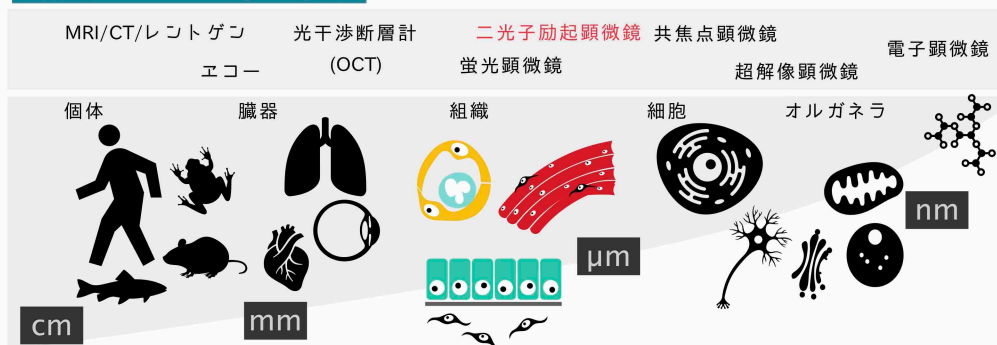 MRI/CT/レントゲン
光干渉断層計
(OCT)
二光子励起顕微鏡
共焦点顕微鏡
電子顕微鏡
ヱコー
蛍光顕微鏡
超解像顕微鏡
個体
臓器
組織
細胞
オルガネラ
nm
μm
mm
cm